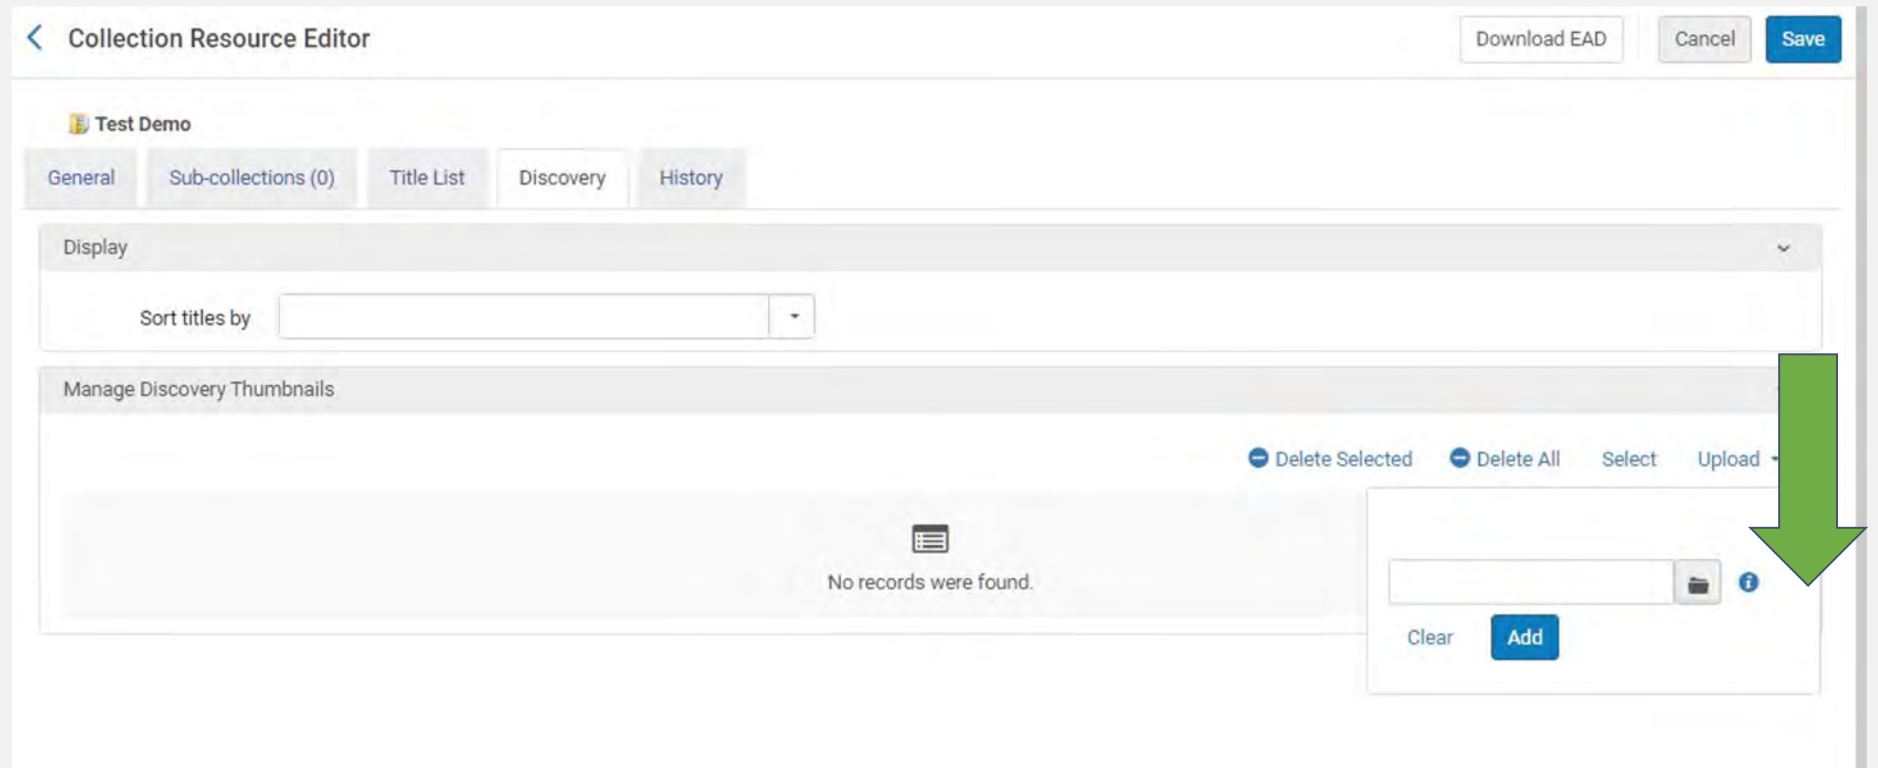 Collection Resource Editor
Download EAD
Cancel
Save
Test Demo
General
Sub-collections (0)
Title List
Discovery
History
Display
Sort titles by
Manage Discovery Thumbnails
Delete Selected
Delete All
Select
Upload
No records were found.
Clear
Add